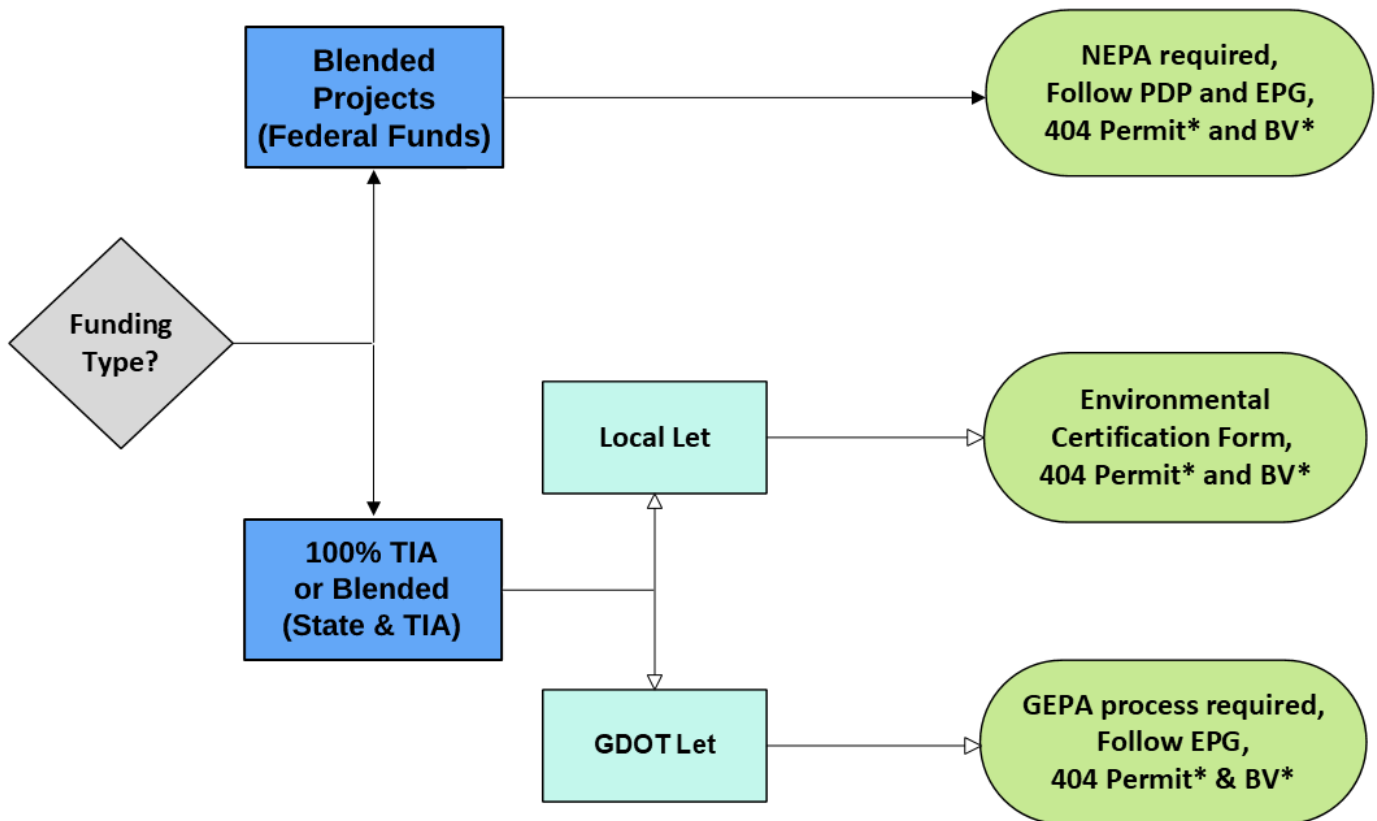 Blended
Projects
(Federal Funds)
NEPA required,
Follow PDP and EPG,
404 Permit* and BV*
Funding
Type?
Local Let
Environmental
Certification Form,
404 Permit* and BV*
100% TIA
or Blended
(State & TIA)
GDOT Let
GEPA process required,
Follow EPG,
404 Permit* & BV*